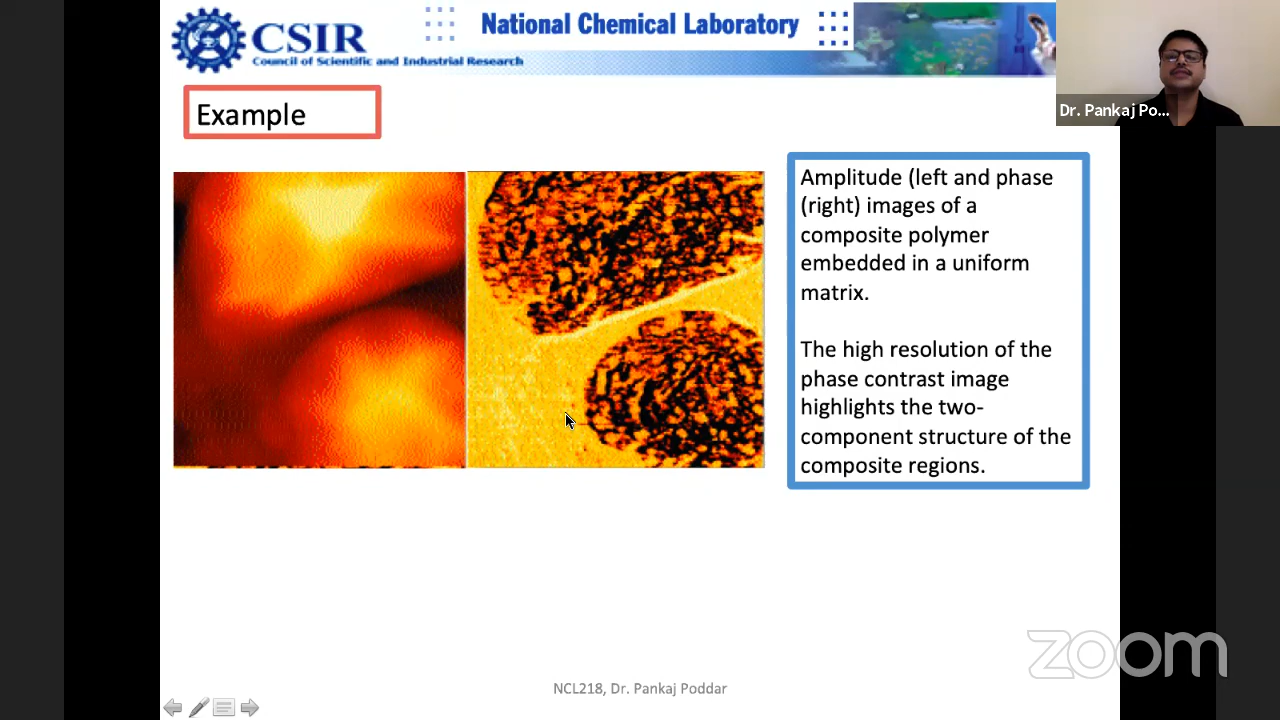 CSIR
Council of Scientific and Industrial Research
National Chemical Laboratory
Dr. Pankaj Po...
Example
Amplitude (left and phase
(right) images of a
composite polymer
embedded in a uniform
matrix.
The high resolution of the
phase contrast image
highlights the two-
component structure of the
composite regions.
zoom
NCL218, Dr. Pankaj Poddar